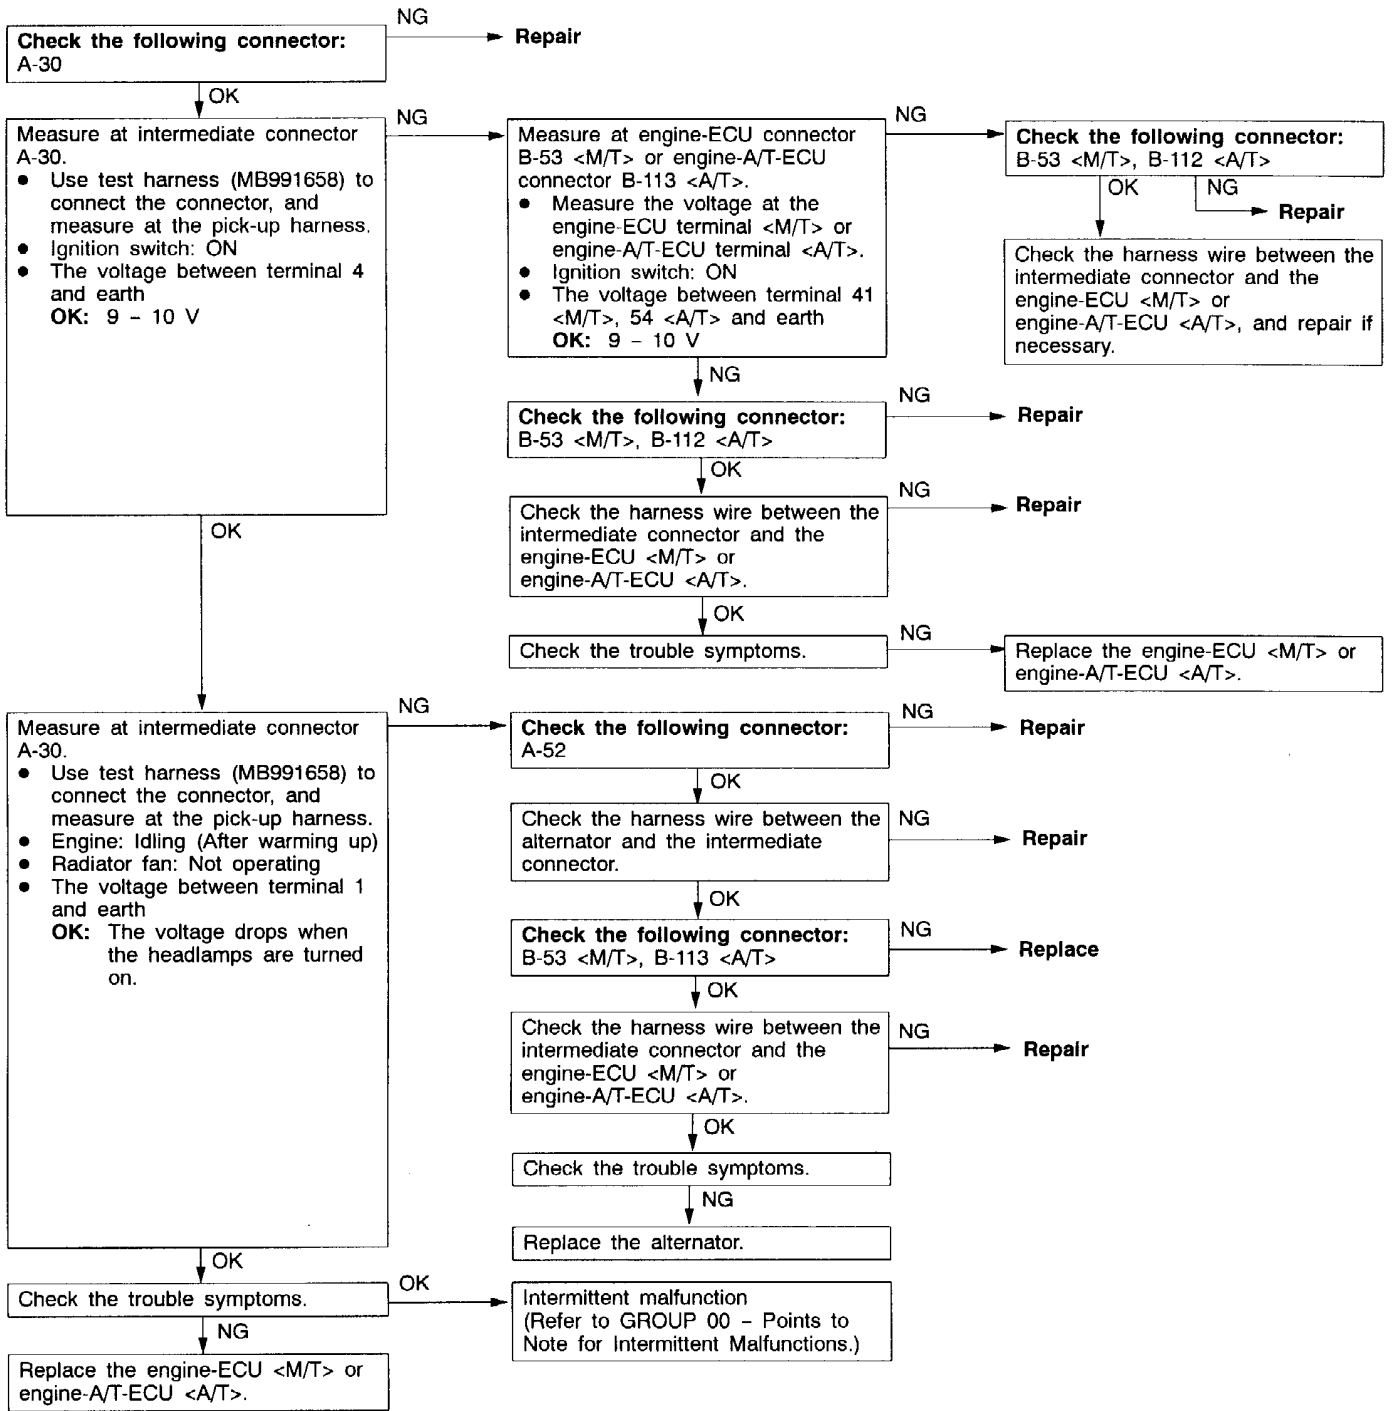 NG
Check the following connector:
A-30
Repair
OK
Measure at intermediate connector
A-30.
● Use test harness (MB991658) to
connect the connector, and
measure at the pick-up harness.
● Ignition switch: ON
● The voltage between terminal 4
and earth
OK: 9 – 10 V
NG
Measure at engine-ECU connector
B-53 <M/T> or engine-A/T-ECU
connector B-113 <A/T>.
● Measure the voltage at the
engine-ECU terminal <M/T> or
engine-A/T-ECU terminal <A/T>.
● Ignition switch: ON
● The voltage between terminal 41
<M/T>, 54 <A/T> and earth
OK: 9 – 10 V
NG
Check the following connector:
B-53 <M/T>, B-112 <A/T>
OK
NG
Repair
Check the harness wire between the
intermediate connector and the
engine-ECU <M/T> or
engine-A/T-ECU <A/T>, and repair if
necessary.
NG
Check the following connector:
B-53 <M/T>, B-112 <A/T>
NG
Repair
OK
Check the harness wire between the
intermediate connector and the
engine-ECU <M/T> or
engine-A/T-ECU <A/T>.
NG
Repair
OK
Check the trouble symptoms.
NG
Replace the engine-ECU <M/T> or
engine-A/T-ECU <A/T>.
OK
Measure at intermediate connector
A-30.
● Use test harness (MB991658) to
connect the connector, and
measure at the pick-up harness.
● Engine: Idling (After warming up)
● Radiator fan: Not operating
● The voltage between terminal 1
and earth
OK: The voltage drops when
the headlamps are turned
on.
NG
Check the following connector:
A-52
NG
Repair
OK
Check the harness wire between the
alternator and the intermediate
connector.
NG
Repair
OK
Check the following connector:
B-53 <M/T>, B-113 <A/T>
NG
Replace
OK
Check the harness wire between the
intermediate connector and the
engine-ECU <M/T> or
engine-A/T-ECU <A/T>.
NG
Repair
OK
Check the trouble symptoms.
NG
Replace the alternator.
OK
Check the trouble symptoms.
OK
Intermittent malfunction
(Refer to GROUP 00 – Points to
Note for Intermittent Malfunctions.)
NG
Replace the engine-ECU <M/T> or
engine-A/T-ECU <A/T>.